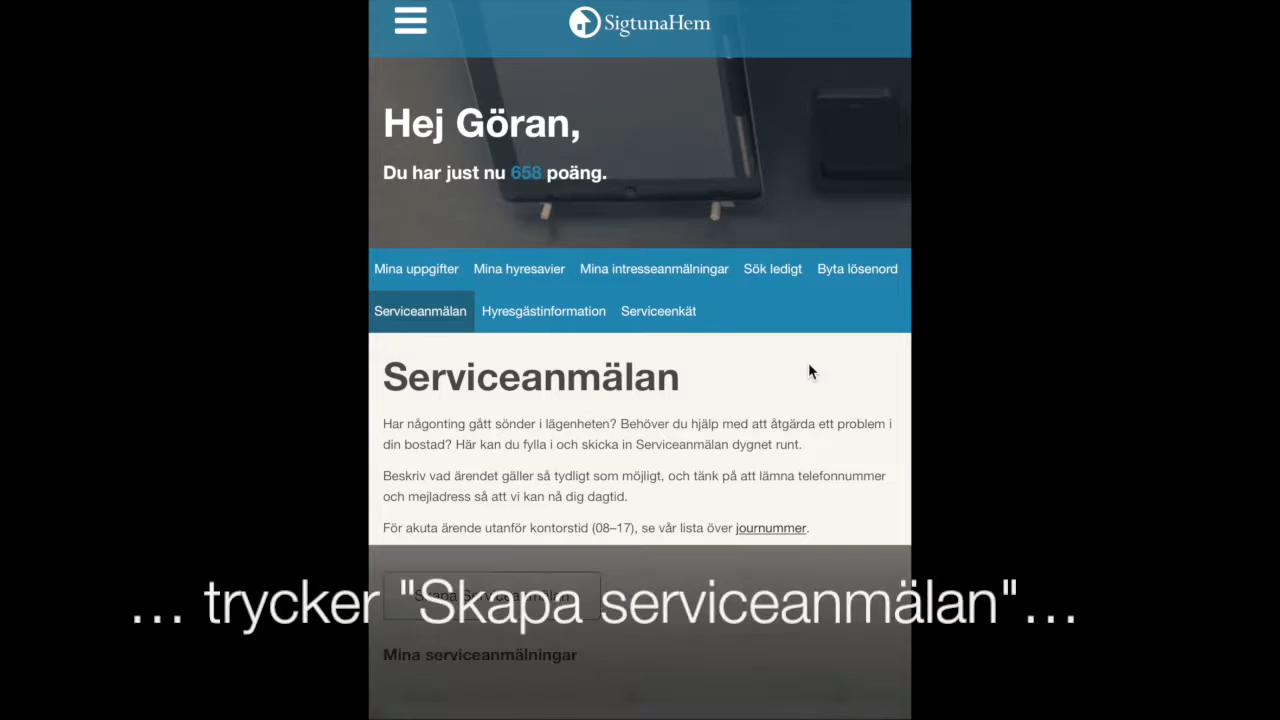 SigtunaHem
Hej Göran,
Du har just nu 658 poäng.
Mina uppgifter Mina hyresavier Mina intresseanmälningar Sök ledigt Byta lösenord
Serviceanmälan Hyresgästinformation Serviceenkät
Serviceanmälan
Har någonting gått sönder i lägenheten? Behöver du hjälp med att åtgärda ett problem i
din bostad? Här kan du fylla i och skicka in Serviceanmälan dygnet runt.
Beskriv vad ärendet gäller så tydligt som möjligt, och tänk på att lämna telefonnummer
och mejladress så att vi kan nå dig dagtid.
För akuta ärende utanför kontorstid (08–17), se vår lista över journummer.
Skapa Serviceanmälan
... trycker "Skapa serviceanmälan"...
Mina serviceanmälningar